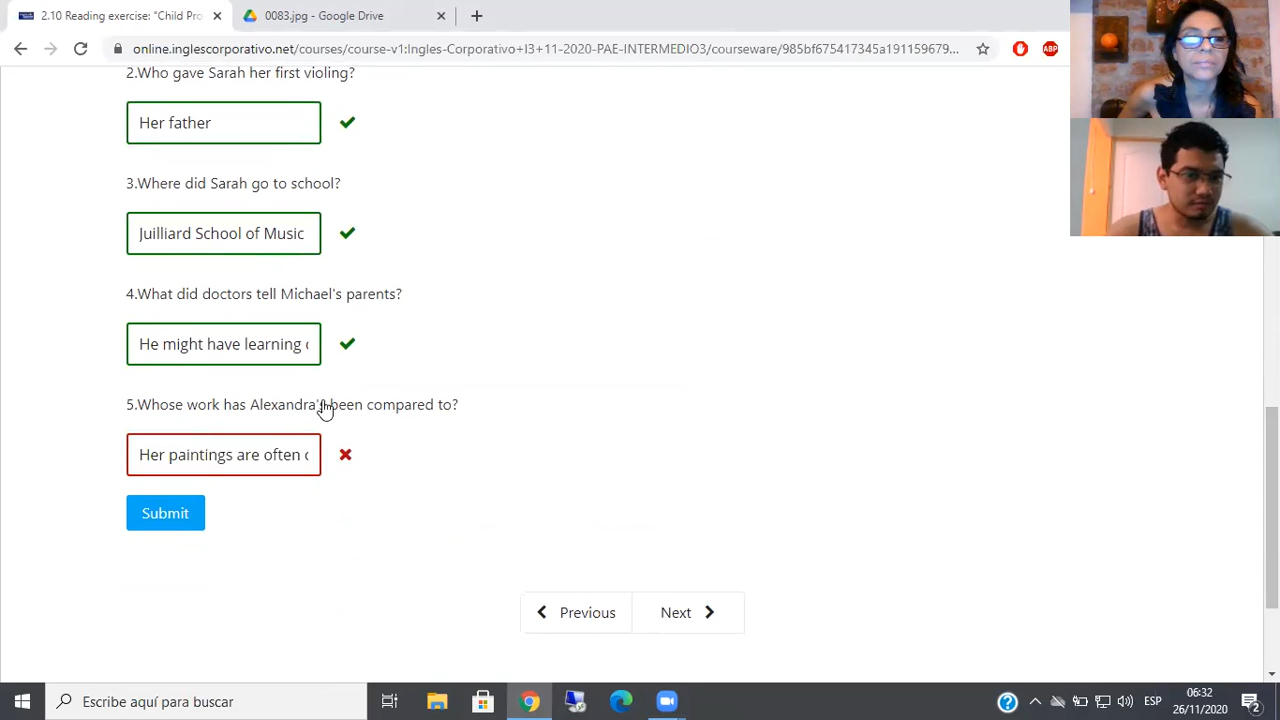 2.10 Reading exercise: "Child Pro
0083.jpg - Google Drive
online.inglescorporativo.net/courses/course-v1:Ingles-Corporativo+I3+11-2020-PAE-INTERMEDIO3/courseware/985bf675417345a191159679...
ABP
2.Who gave Sarah her first violing?
Her father
3.Where did Sarah go to school?
Juilliard School of Music
4.What did doctors tell Michael's parents?
He might have learning
5.Whose work has Alexandra's been compared to?
Her paintings are often
Submit
Previous
Next
Escribe aquí para buscar
ESP
06:32
26/11/2020
2